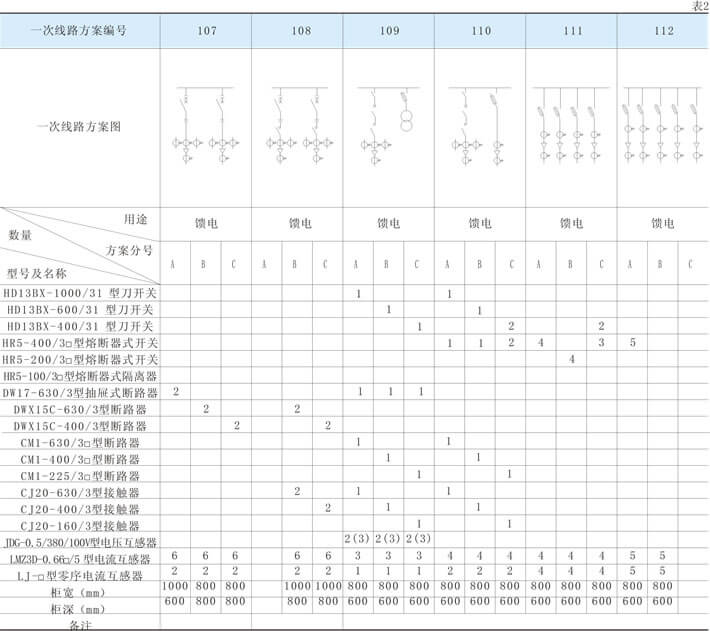 表2
一次线路方案编号 107 108 109 110 111 112
一次线路方案图
用途 馈电 馈电 馈电 馈电 馈电 馈电
数量
方案分号
型号及名称
A B C A B C A B C A B C A B C A B C
HD13BX-1000/31 型刀开关 1 1
HD13BX-600/31 型刀开关 1 1
HD13BX-400/31 型刀开关 1 2 2
HR5-400/3□型熔断器式开关 1 1 2 4 3 5
HR5-200/3□型熔断器式开关 4
HR5-100/3□型熔断器式隔离器
DW17-630/3型抽屉式断路器 2 1 1 1
DWX15C-630/3型断路器 2 2
DWX15C-400/3型断路器 2 2
CM1-630/3□型断路器 1 1
CM1-400/3□型断路器 1 1
CM1-225/3□型断路器 1 1
CJ20-630/3型接触器 2 1 1
CJ20-400/3型接触器 2 1 1
CJ20-160/3型接触器 1 1
JDG-0.5/380/100V型电压互感器 2(3) 2(3) 2(3)
LMZ3D-0.66□/5 型电流互感器 6 6 6 6 6 3 3 3 4 4 4 4 4 4 5 5
LJ-□型零序电流互感器 2 2 2 2 2 1 1 1 2 2 2 4 4 4 5 5
柜宽（mm） 1000 800 800 1000 1000 800 800 800 800 800 800 800 800 800 800 800
柜深（mm） 600 800 800 800 800 600 600 600 600 600 600 600 600 600 600 600
备注